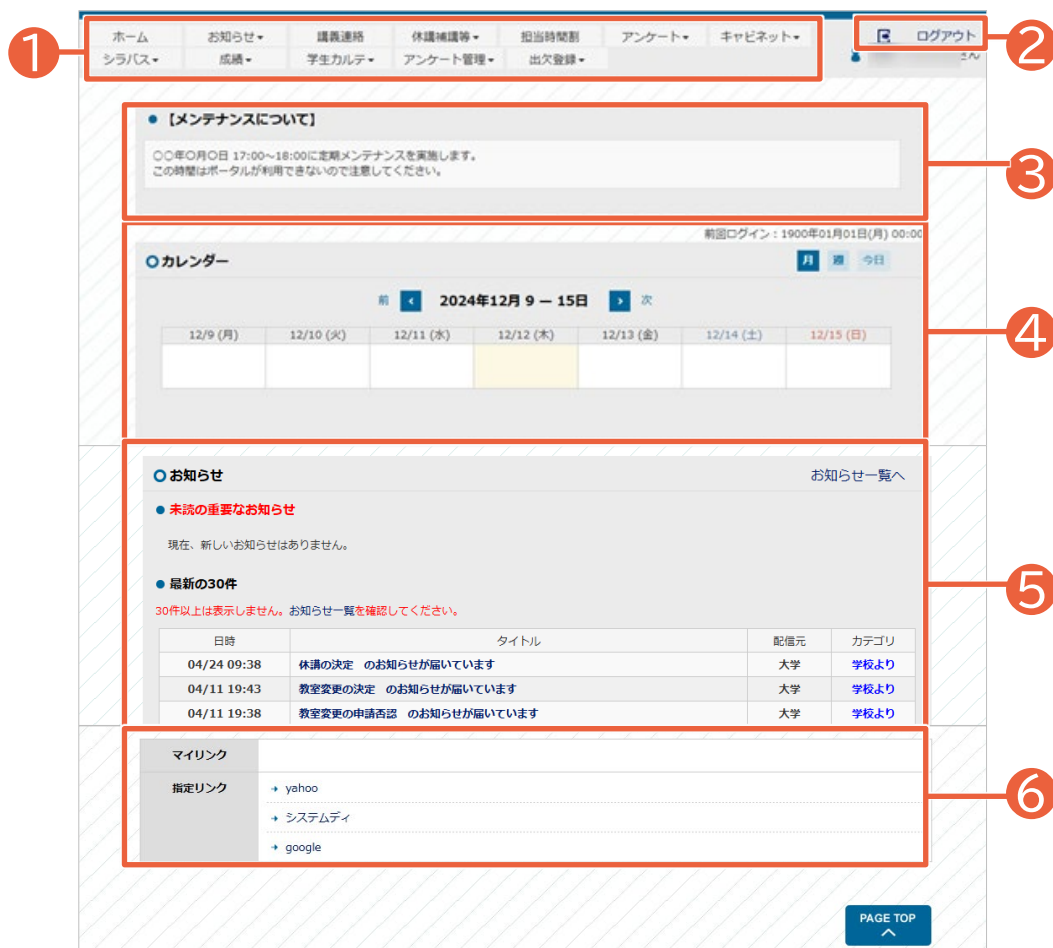 ホーム お知らせ▾ 講義連絡 休講補講等▾ 担当時間割 アンケート▾ キャビネット▾
シラバス▾ 成績▾ 学生カルテ▾ アンケート管理▾ 出欠登録▾
1
ログアウト
2
さん
【メンテナンスについて】
○○年○月○日 17:00～18:00に定期メンテナンスを実施します。
この時間はポータルが利用できないので注意してください。
3
前回ログイン：1900年01月01日(月) 00:00
カレンダー
月 週 今日
前 2024年12月 9 ― 15日 次
12/9 (月) 12/10 (火) 12/11 (水) 12/12 (木) 12/13 (金) 12/14 (土) 12/15 (日)
4
お知らせ お知らせ一覧へ
未読の重要なお知らせ
現在、新しいお知らせはありません。
最新の30件
30件以上は表示しません。お知らせ一覧を確認してください。
5
日時 タイトル 配信元 カテゴリ
04/24 09:38 休講の決定　のお知らせが届いています 大学 学校より
04/11 19:43 教室変更の決定　のお知らせが届いています 大学 学校より
04/11 19:38 教室変更の申請否認　のお知らせが届いています 大学 学校より
マイリンク
指定リンク yahoo
システムディ
google
6
PAGE TOP